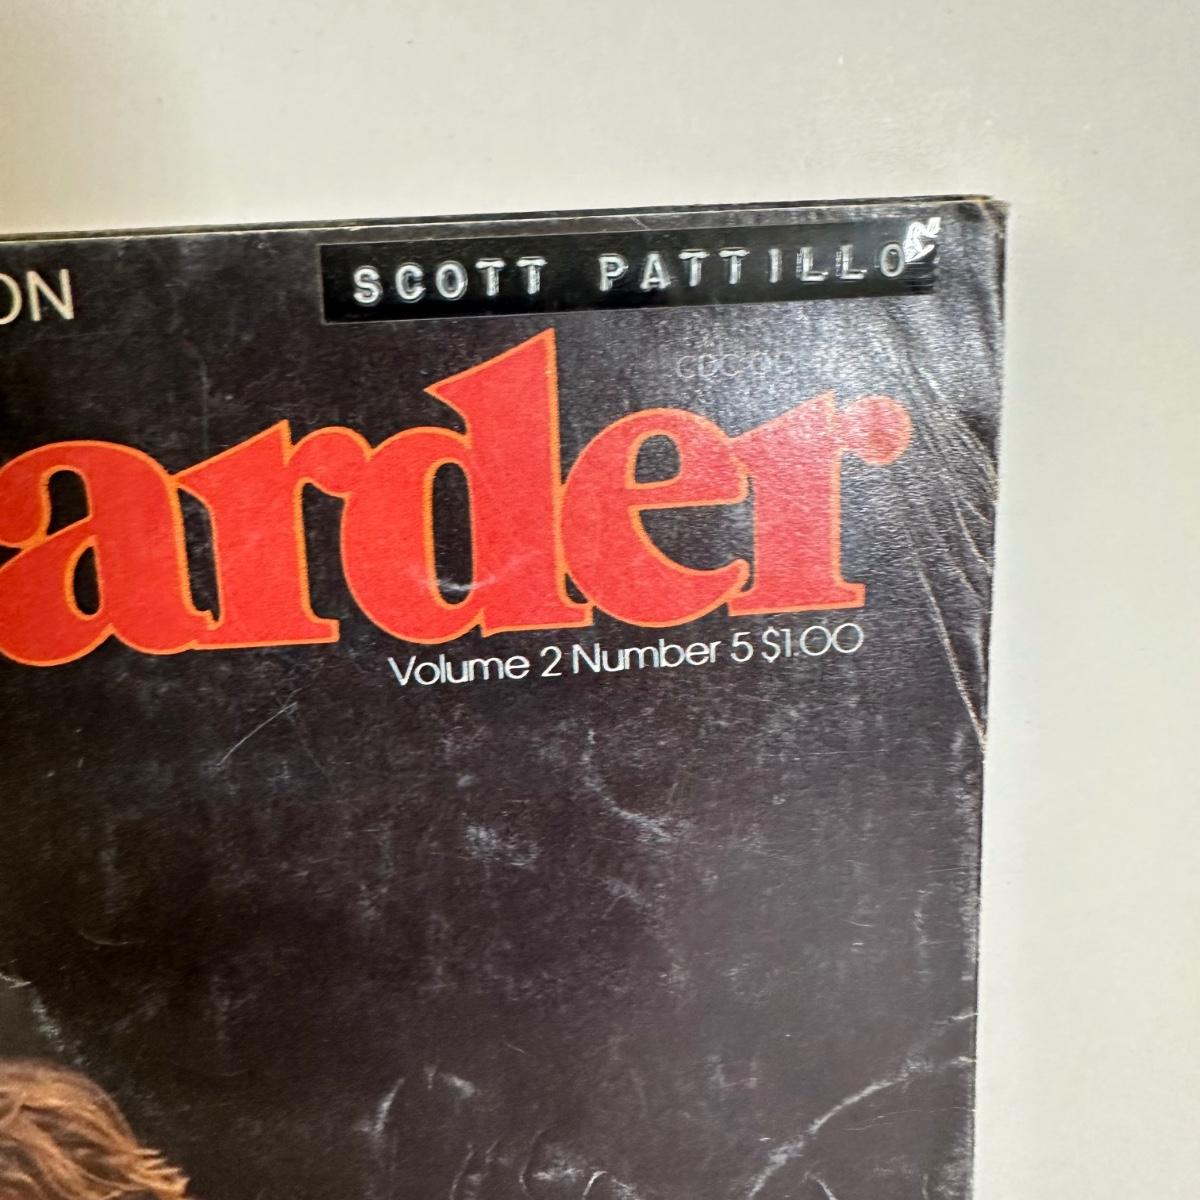 ON
SCOTT PATTILLO
arder
Volume 2 Number 5 $1.00